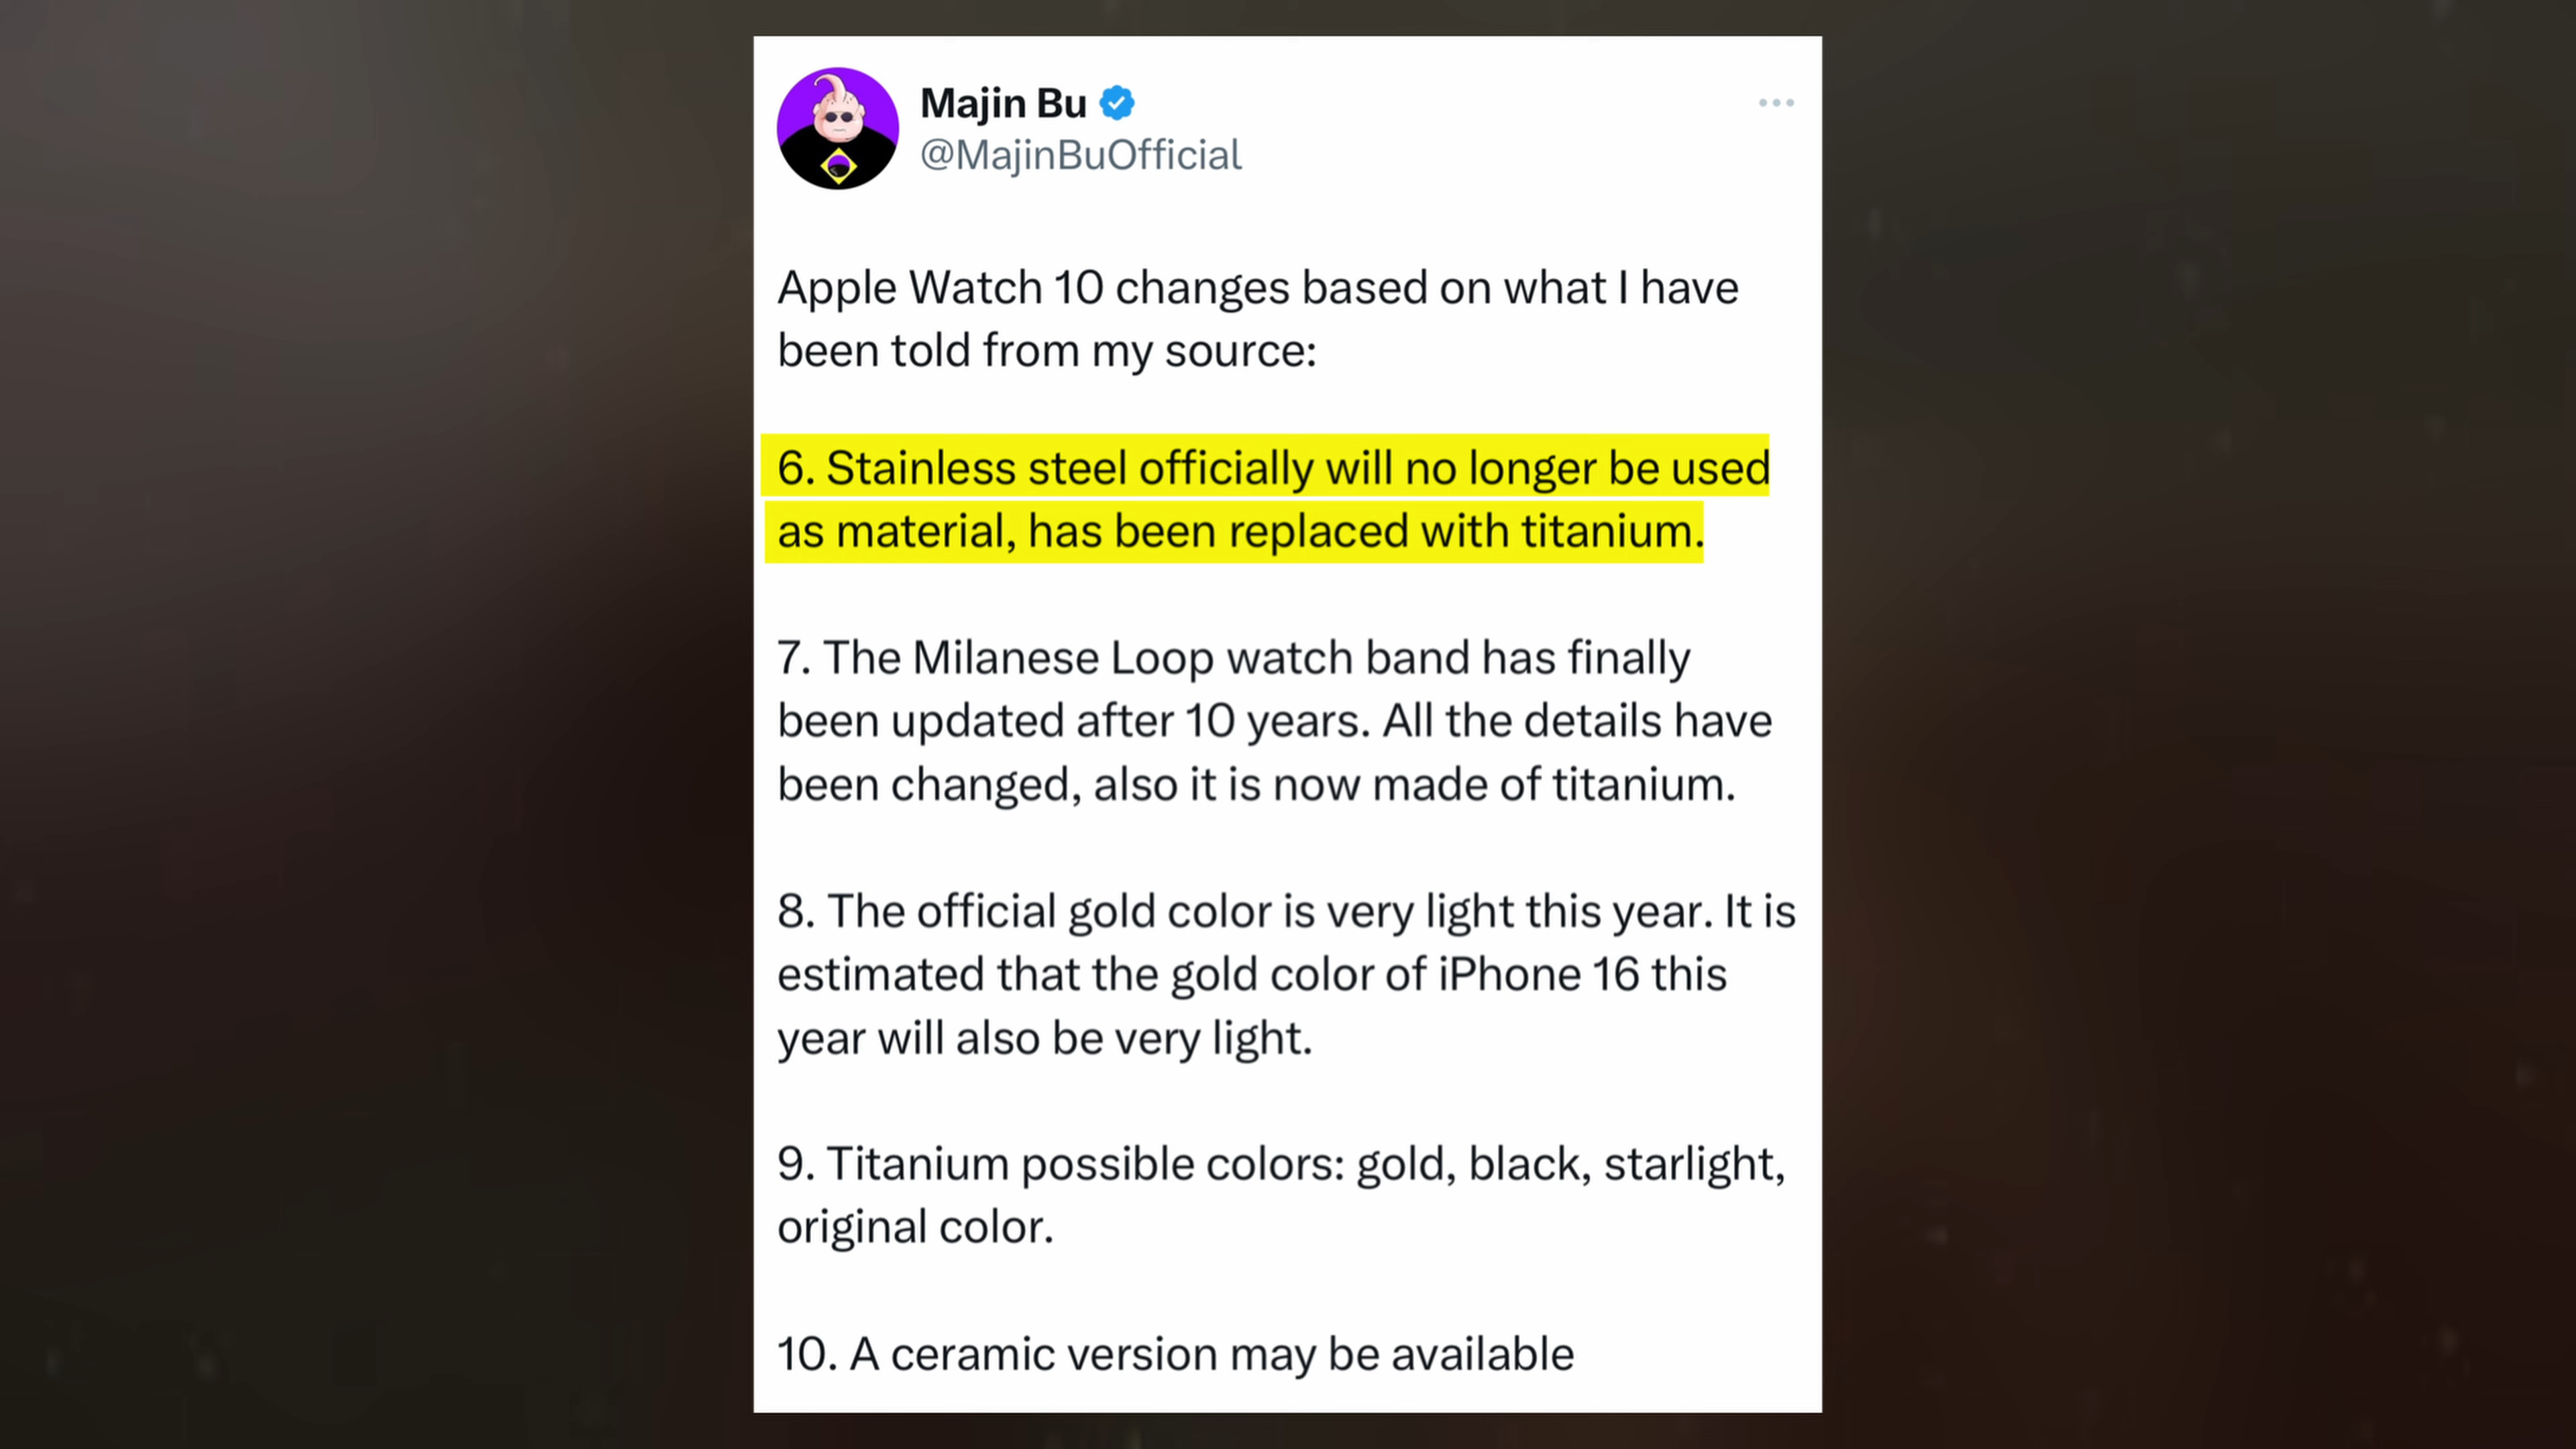 Majin Bu
@MajinBuOfficial
Apple Watch 10 changes based on what I have
been told from my source:
6. Stainless steel officially will no longer be used
as material, has been replaced with titanium.
7. The Milanese Loop watch band has finally
been updated after 10 years. All the details have
been changed, also it is now made of titanium.
8. The official gold color is very light this year. It is
estimated that the gold color of iPhone 16 this
year will also be very light.
9. Titanium possible colors: gold, black, starlight,
original color.
10. A ceramic version may be available